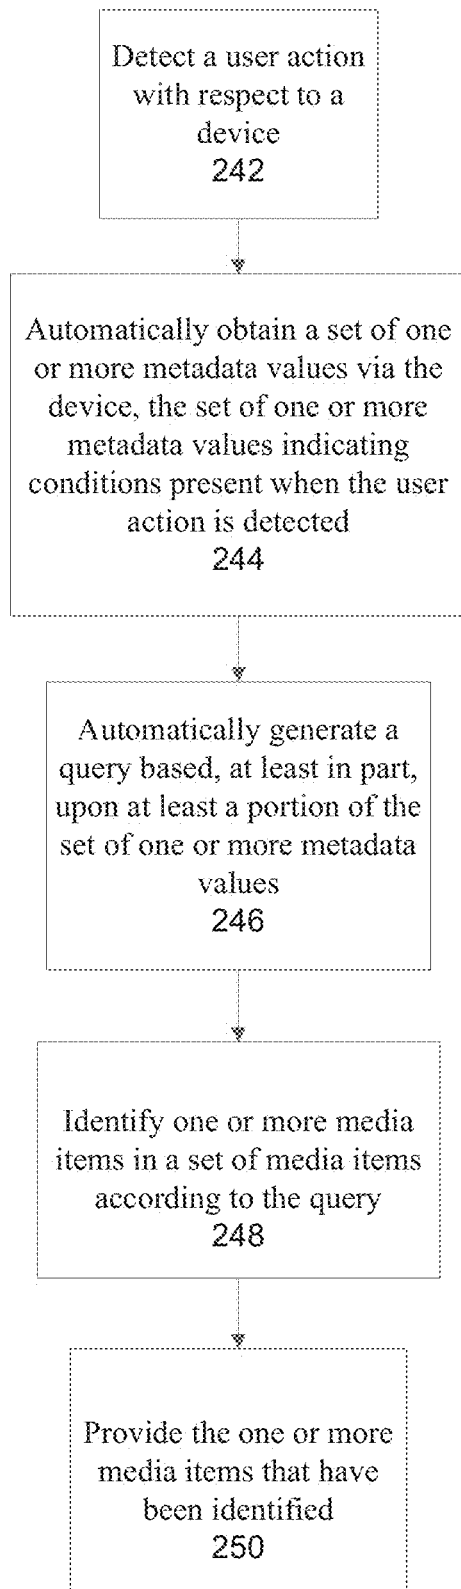 Detect a user action
with respect to a
device
242
Automatically obtain a set of one
or more metadata values via the
device, the set of one or more
metadata values indicating
conditions present when the user
action is detected
244
Automatically generate a
query based, at least in part,
upon at least a portion of the
set of one or more metadata
values
246
Identify one or more media
items in a set of media items
according to the query
248
Provide the one or more
media items that have
been identified
250